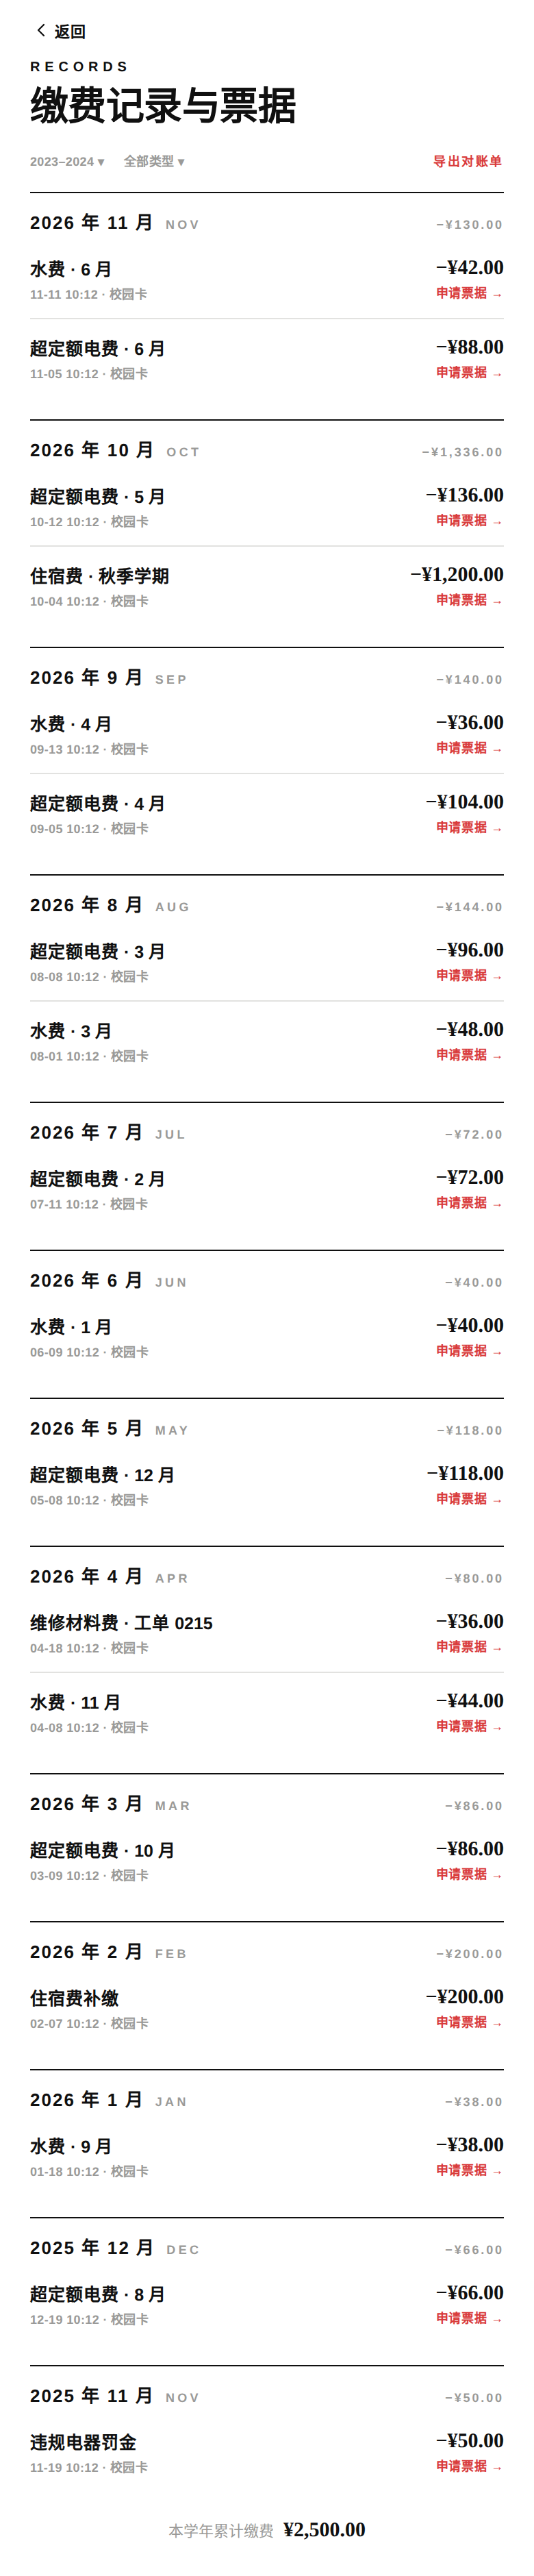 返回
RECORDS
缴费记录与票据
2023–2024 ▾ 全部类型 ▾ 导出对账单
2026 年 11 月 NOV −¥130.00
水费 · 6 月 −¥42.00
11-11 10:12 · 校园卡 申请票据 →
超定额电费 · 6 月 −¥88.00
11-05 10:12 · 校园卡 申请票据 →
2026 年 10 月 OCT −¥1,336.00
超定额电费 · 5 月 −¥136.00
10-12 10:12 · 校园卡 申请票据 →
住宿费 · 秋季学期 −¥1,200.00
10-04 10:12 · 校园卡 申请票据 →
2026 年 9 月 SEP −¥140.00
水费 · 4 月 −¥36.00
09-13 10:12 · 校园卡 申请票据 →
超定额电费 · 4 月 −¥104.00
09-05 10:12 · 校园卡 申请票据 →
2026 年 8 月 AUG −¥144.00
超定额电费 · 3 月 −¥96.00
08-08 10:12 · 校园卡 申请票据 →
水费 · 3 月 −¥48.00
08-01 10:12 · 校园卡 申请票据 →
2026 年 7 月 JUL −¥72.00
超定额电费 · 2 月 −¥72.00
07-11 10:12 · 校园卡 申请票据 →
2026 年 6 月 JUN −¥40.00
水费 · 1 月 −¥40.00
06-09 10:12 · 校园卡 申请票据 →
2026 年 5 月 MAY −¥118.00
超定额电费 · 12 月 −¥118.00
05-08 10:12 · 校园卡 申请票据 →
2026 年 4 月 APR −¥80.00
维修材料费 · 工单 0215 −¥36.00
04-18 10:12 · 校园卡 申请票据 →
水费 · 11 月 −¥44.00
04-08 10:12 · 校园卡 申请票据 →
2026 年 3 月 MAR −¥86.00
超定额电费 · 10 月 −¥86.00
03-09 10:12 · 校园卡 申请票据 →
2026 年 2 月 FEB −¥200.00
住宿费补缴 −¥200.00
02-07 10:12 · 校园卡 申请票据 →
2026 年 1 月 JAN −¥38.00
水费 · 9 月 −¥38.00
01-18 10:12 · 校园卡 申请票据 →
2025 年 12 月 DEC −¥66.00
超定额电费 · 8 月 −¥66.00
12-19 10:12 · 校园卡 申请票据 →
2025 年 11 月 NOV −¥50.00
违规电器罚金 −¥50.00
11-19 10:12 · 校园卡 申请票据 →
本学年累计缴费 ¥2,500.00